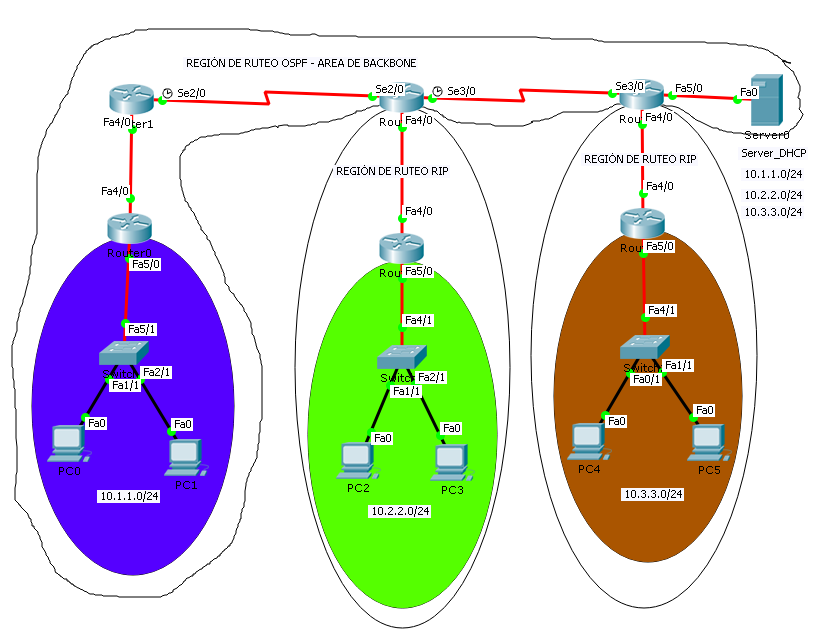 REGIÓN DE RUTEO OSPF - AREA DE BACKBONE
Se2/0
Se2/0
Se3/0
Se3/0
Fa5/0
Fa0
Fa4/0
Fa4/0
Fa4/0
Server0
Server_DHCP
10.1.1.0/24
10.2.2.0/24
10.3.3.0/24
REGIÓN DE RUTEO RIP
REGIÓN DE RUTEO RIP
Fa4/0
Fa4/0
Fa4/0
Router0
Fa5/0
Fa5/0
Fa5/0
Fa5/1
Fa4/1
Fa4/1
Fa2/1
Fa1/1
Fa2/1
Fa1/1
Fa1/1
Fa0/1
Fa0
Fa0
Fa0
Fa0
Fa0
Fa0
PC0
PC1
PC2
PC3
PC4
PC5
10.1.1.0/24
10.2.2.0/24
10.3.3.0/24